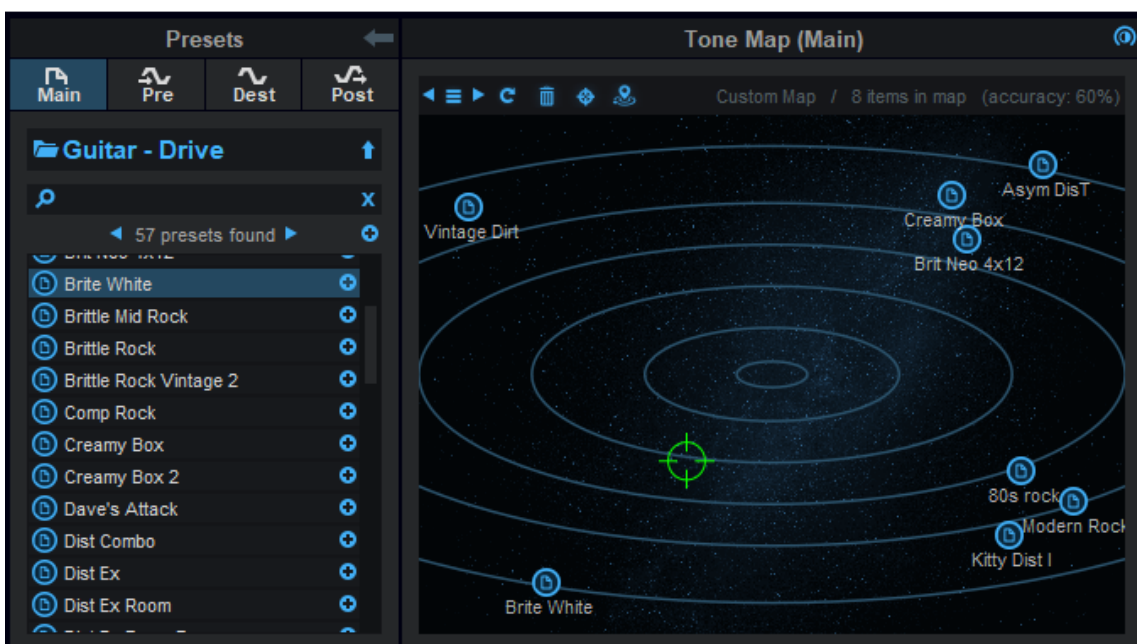 Presets
Main Pre Dest Post
Guitar - Drive
X
57 presets found
Brit Neo 4x12
Brite White
Brittle Mid Rock
Brittle Rock
Brittle Rock Vintage 2
Comp Rock
Creamy Box
Creamy Box 2
Dave's Attack
Dist Combo
Dist Ex
Dist Ex Room
Tone Map (Main)
Custom Map / 8 items in map (accuracy: 60%)
Asym DisT
Creamy Box
Vintage Dirt
Brit Neo 4x12
80s rock
Modern Rock
Kitty Dist I
Brite White